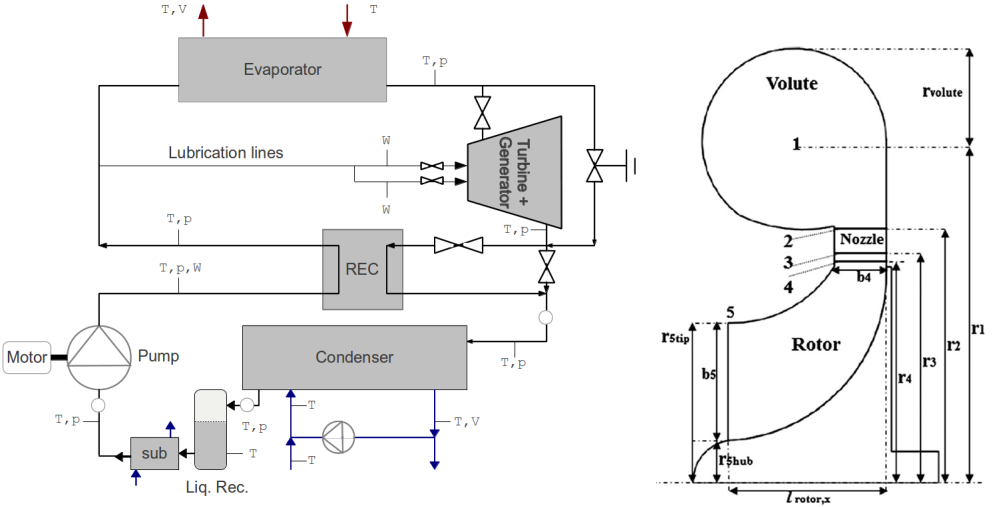 T,V
T
Evaporator
T,p
W
Lubrication lines
Turbine +
Generator
W
T,p
T,p
REC
T,p,W
Motor
Pump
Condenser
T,p
T,p
T
T,p
T,V
sub
T
T
Liq. Rec.
Volute
rvolute
1
2
Nozzle
3
4
b4
5
r5tip
Rotor
b5
r4
r3
r2
r1
r5hub
l rotor,x